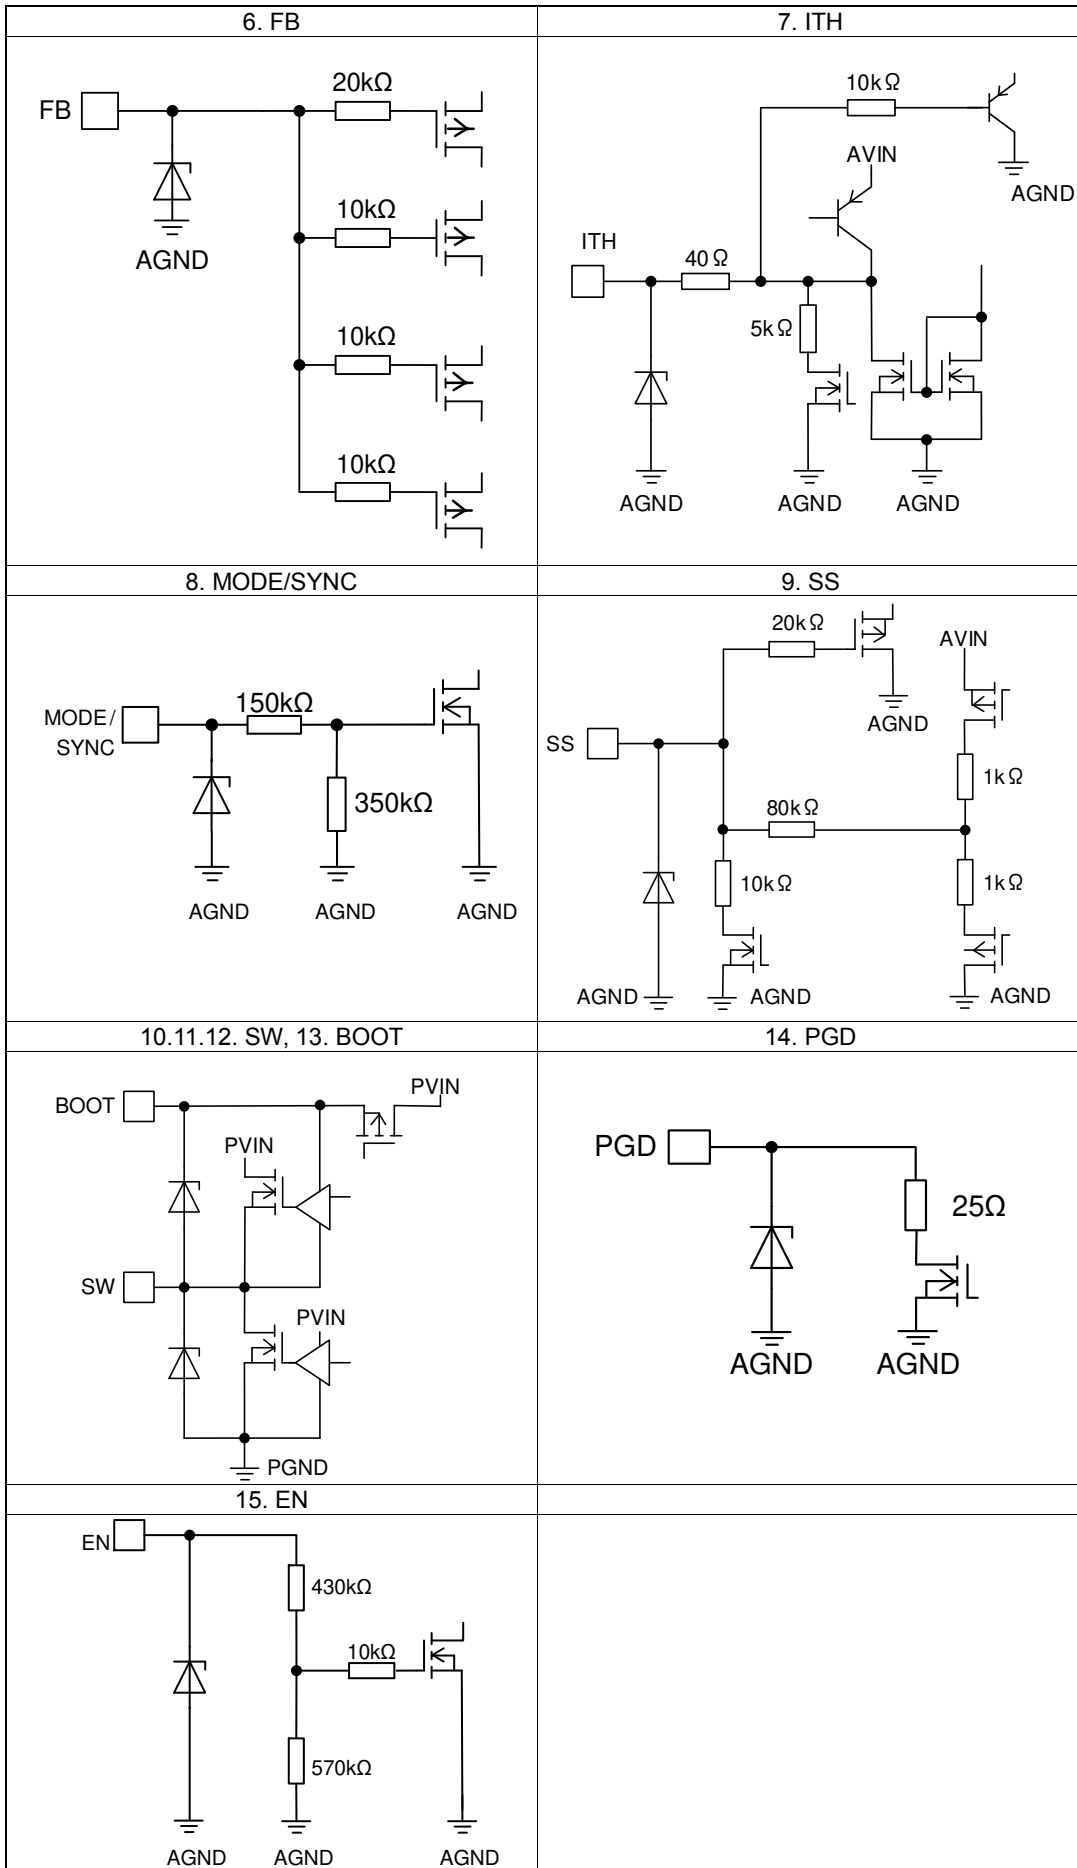 6. FB
7. ITH
20kΩ
FB
10kΩ
10kΩ
10kΩ
AGND
10kΩ
AVIN
AGND
ITH
40Ω
5kΩ
AGND
AGND
AGND
8. MODE/SYNC
9. SS
MODE/
SYNC
150kΩ
350kΩ
AGND
AGND
AGND
20kΩ
AVIN
AGND
SS
1kΩ
80kΩ
10kΩ
1kΩ
AGND
AGND
AGND
10.11.12. SW, 13. BOOT
14. PGD
BOOT
PVIN
PVIN
SW
PVIN
PGND
PGD
25Ω
AGND
AGND
15. EN
EN
430kΩ
10kΩ
570kΩ
AGND
AGND
AGND